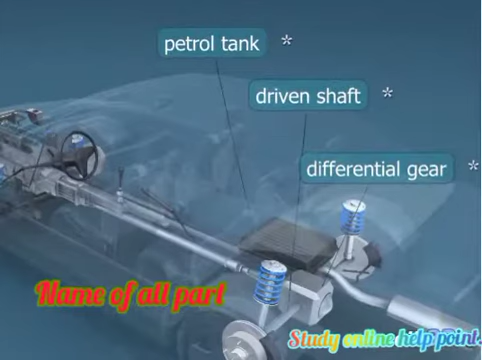 petrol tank *
driven shaft *
differential gear *
Name of all part
Study online help point.